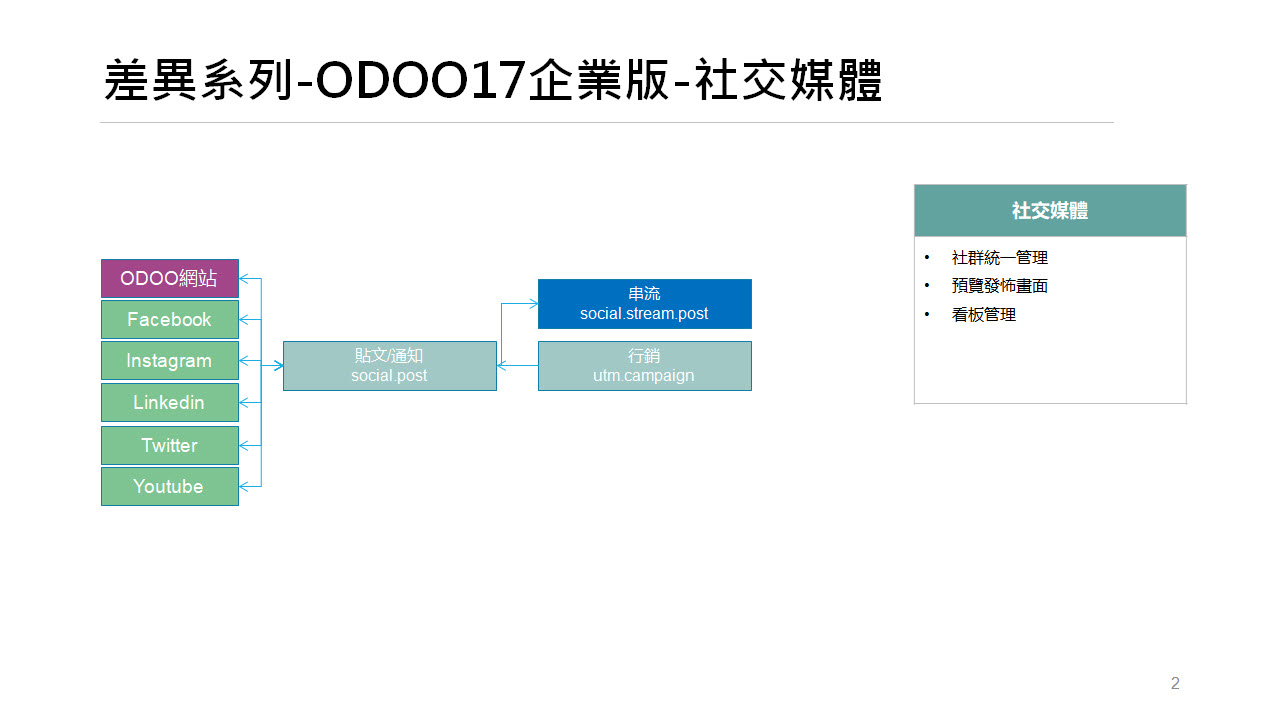 差異系列-ODOO17企業版-社交媒體
ODOO網站
Facebook
Instagram
Linkedin
Twitter
Youtube
貼文/通知
social.post
串流
social.stream.post
行銷
utm.campaign
社交媒體
• 社群統一管理
• 預覽發怖畫面
• 看板管理
2